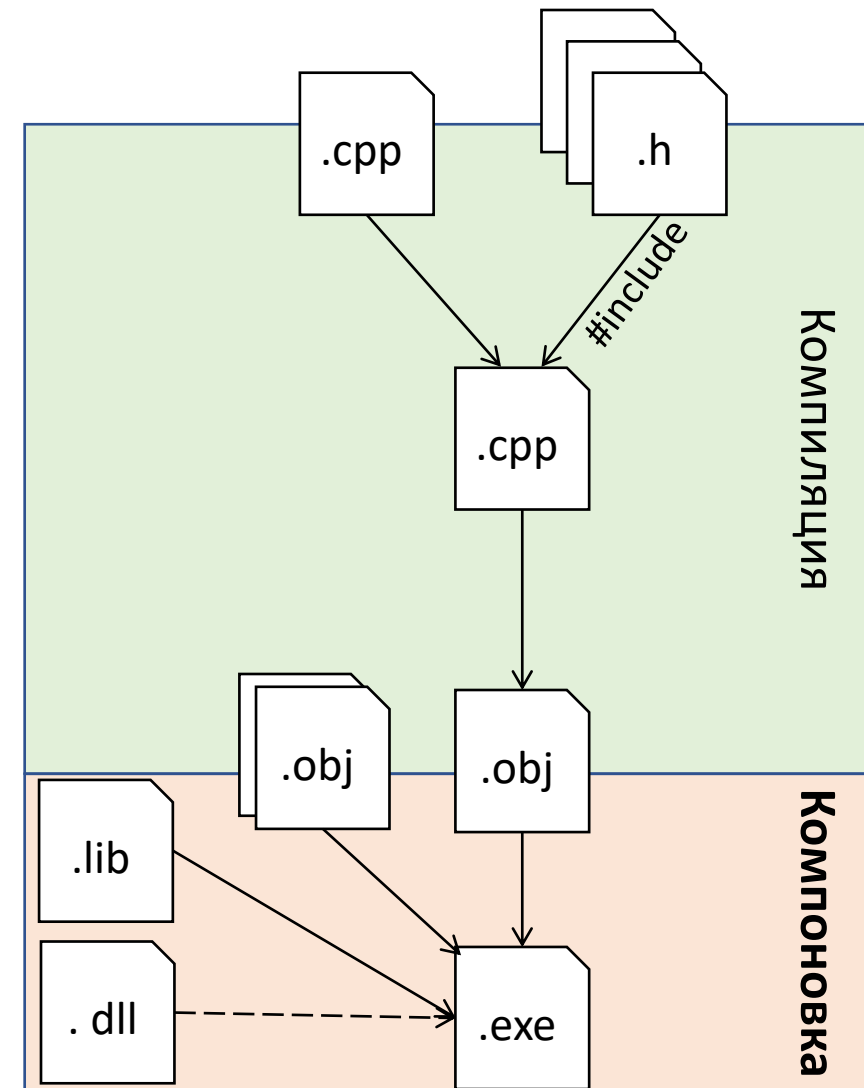 .cpp
.h
#include
.cpp
Компиляция
.obj
.obj
.lib
Компоновка
. dll
.exe